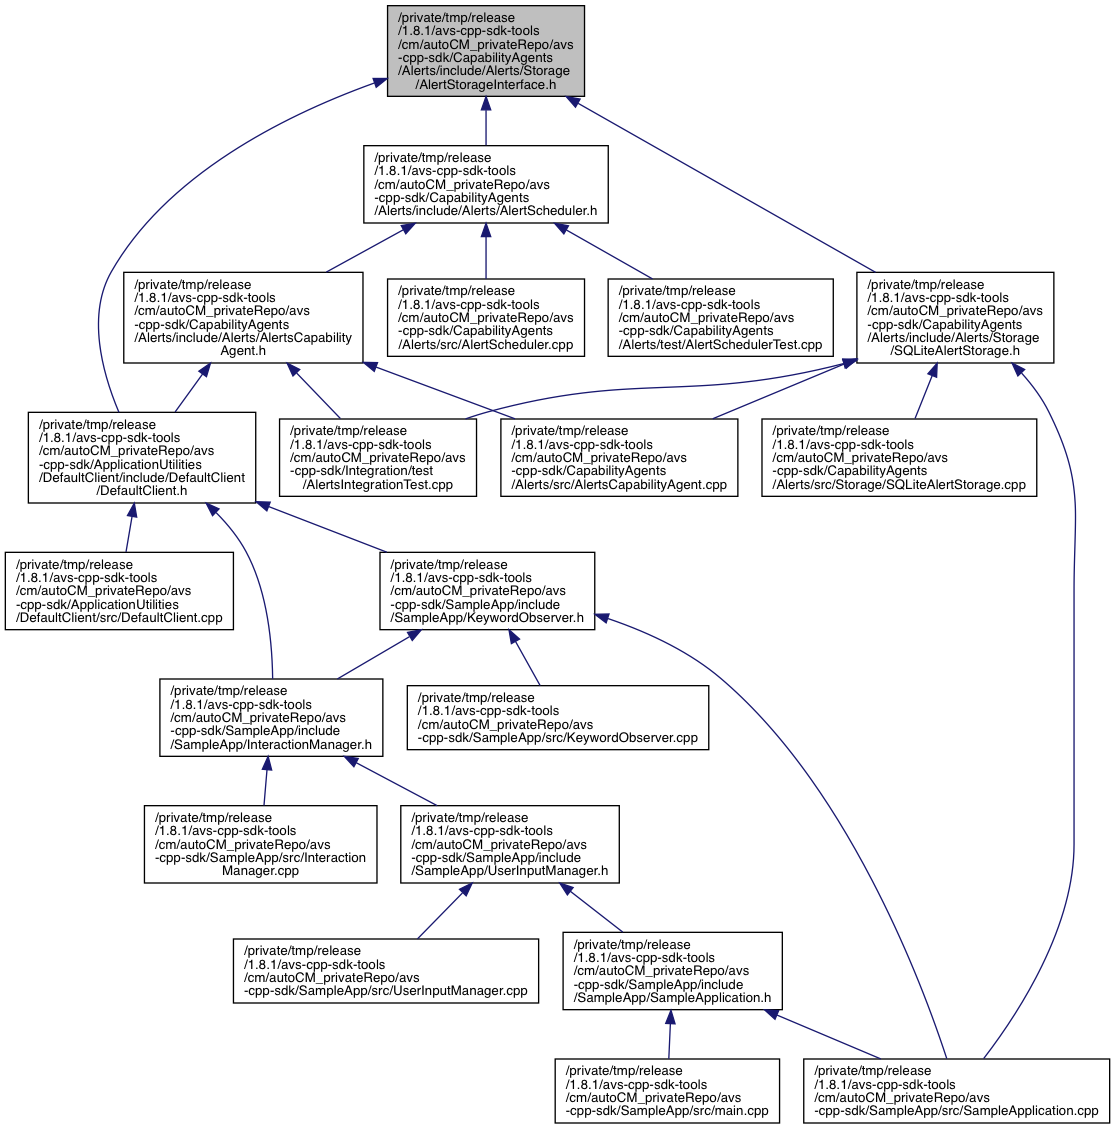 /private/tmp/release
/1.8.1/avs-cpp-sdk-tools
/cm/autoCM_privateRepo/avs
-cpp-sdk/CapabilityAgents
/Alerts/include/Alerts/Storage
/AlertStorageInterface.h
/private/tmp/release
/1.8.1/avs-cpp-sdk-tools
/cm/autoCM_privateRepo/avs
-cpp-sdk/CapabilityAgents
/Alerts/include/Alerts/AlertScheduler.h
/private/tmp/release
/1.8.1/avs-cpp-sdk-tools
/cm/autoCM_privateRepo/avs
-cpp-sdk/CapabilityAgents
/Alerts/include/Alerts/AlertsCapability
Agent.h
/private/tmp/release
/1.8.1/avs-cpp-sdk-tools
/cm/autoCM_privateRepo/avs
-cpp-sdk/CapabilityAgents
/Alerts/src/AlertScheduler.cpp
/private/tmp/release
/1.8.1/avs-cpp-sdk-tools
/cm/autoCM_privateRepo/avs
-cpp-sdk/CapabilityAgents
/Alerts/test/AlertSchedulerTest.cpp
/private/tmp/release
/1.8.1/avs-cpp-sdk-tools
/cm/autoCM_privateRepo/avs
-cpp-sdk/CapabilityAgents
/Alerts/include/Alerts/Storage
/SQLiteAlertStorage.h
/private/tmp/release
/1.8.1/avs-cpp-sdk-tools
/cm/autoCM_privateRepo/avs
-cpp-sdk/ApplicationUtilities
/DefaultClient/include/DefaultClient
/DefaultClient.h
/private/tmp/release
/1.8.1/avs-cpp-sdk-tools
/cm/autoCM_privateRepo/avs
-cpp-sdk/Integration/test
/AlertsIntegrationTest.cpp
/private/tmp/release
/1.8.1/avs-cpp-sdk-tools
/cm/autoCM_privateRepo/avs
-cpp-sdk/CapabilityAgents
/Alerts/src/AlertsCapabilityAgent.cpp
/private/tmp/release
/1.8.1/avs-cpp-sdk-tools
/cm/autoCM_privateRepo/avs
-cpp-sdk/CapabilityAgents
/Alerts/src/Storage/SQLiteAlertStorage.cpp
/private/tmp/release
/1.8.1/avs-cpp-sdk-tools
/cm/autoCM_privateRepo/avs
-cpp-sdk/ApplicationUtilities
/DefaultClient/src/DefaultClient.cpp
/private/tmp/release
/1.8.1/avs-cpp-sdk-tools
/cm/autoCM_privateRepo/avs
-cpp-sdk/SampleApp/include
/SampleApp/KeywordObserver.h
/private/tmp/release
/1.8.1/avs-cpp-sdk-tools
/cm/autoCM_privateRepo/avs
-cpp-sdk/SampleApp/include
/SampleApp/InteractionManager.h
/private/tmp/release
/1.8.1/avs-cpp-sdk-tools
/cm/autoCM_privateRepo/avs
-cpp-sdk/SampleApp/src/KeywordObserver.cpp
/private/tmp/release
/1.8.1/avs-cpp-sdk-tools
/cm/autoCM_privateRepo/avs
-cpp-sdk/SampleApp/src/Interaction
Manager.cpp
/private/tmp/release
/1.8.1/avs-cpp-sdk-tools
/cm/autoCM_privateRepo/avs
-cpp-sdk/SampleApp/include
/SampleApp/UserInputManager.h
/private/tmp/release
/1.8.1/avs-cpp-sdk-tools
/cm/autoCM_privateRepo/avs
-cpp-sdk/SampleApp/src/UserInputManager.cpp
/private/tmp/release
/1.8.1/avs-cpp-sdk-tools
/cm/autoCM_privateRepo/avs
-cpp-sdk/SampleApp/include
/SampleApp/SampleApplication.h
/private/tmp/release
/1.8.1/avs-cpp-sdk-tools
/cm/autoCM_privateRepo/avs
-cpp-sdk/SampleApp/src/main.cpp
/private/tmp/release
/1.8.1/avs-cpp-sdk-tools
/cm/autoCM_privateRepo/avs
-cpp-sdk/SampleApp/src/SampleApplication.cpp